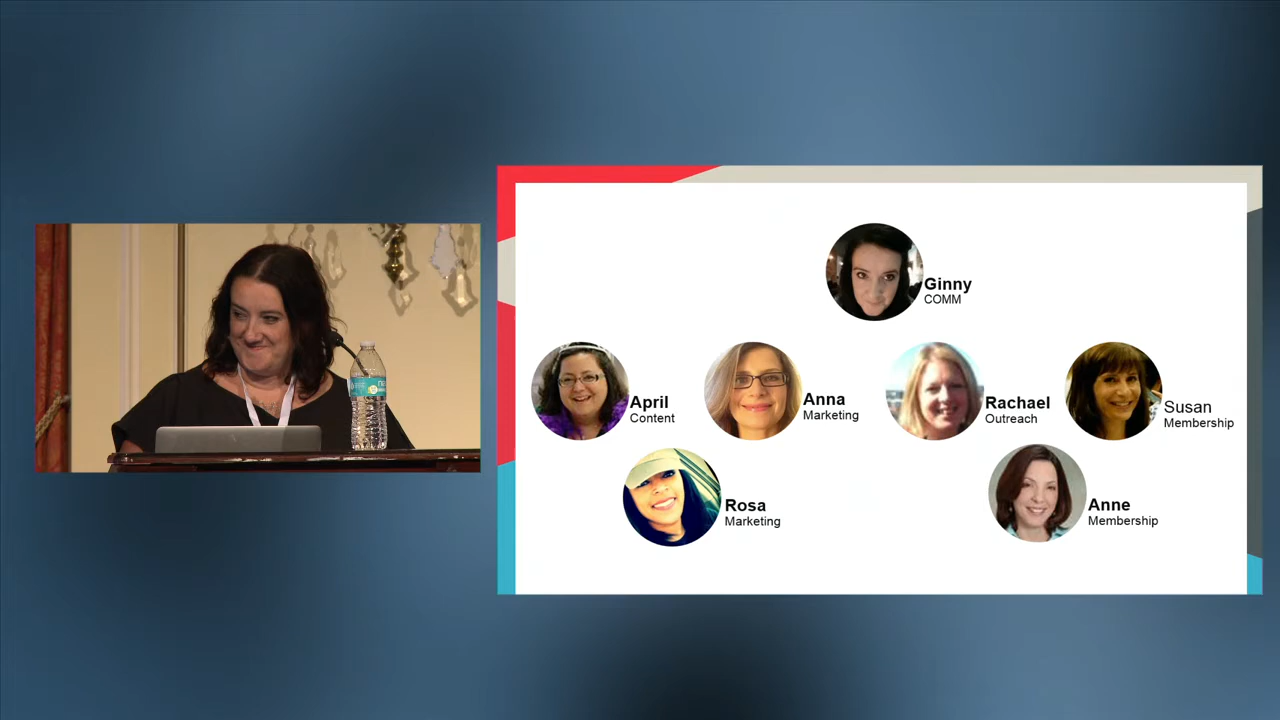 Ginny
COMM
April
Content
Anna
Marketing
Rachael
Outreach
Susan
Membership
Rosa
Marketing
Anne
Membership